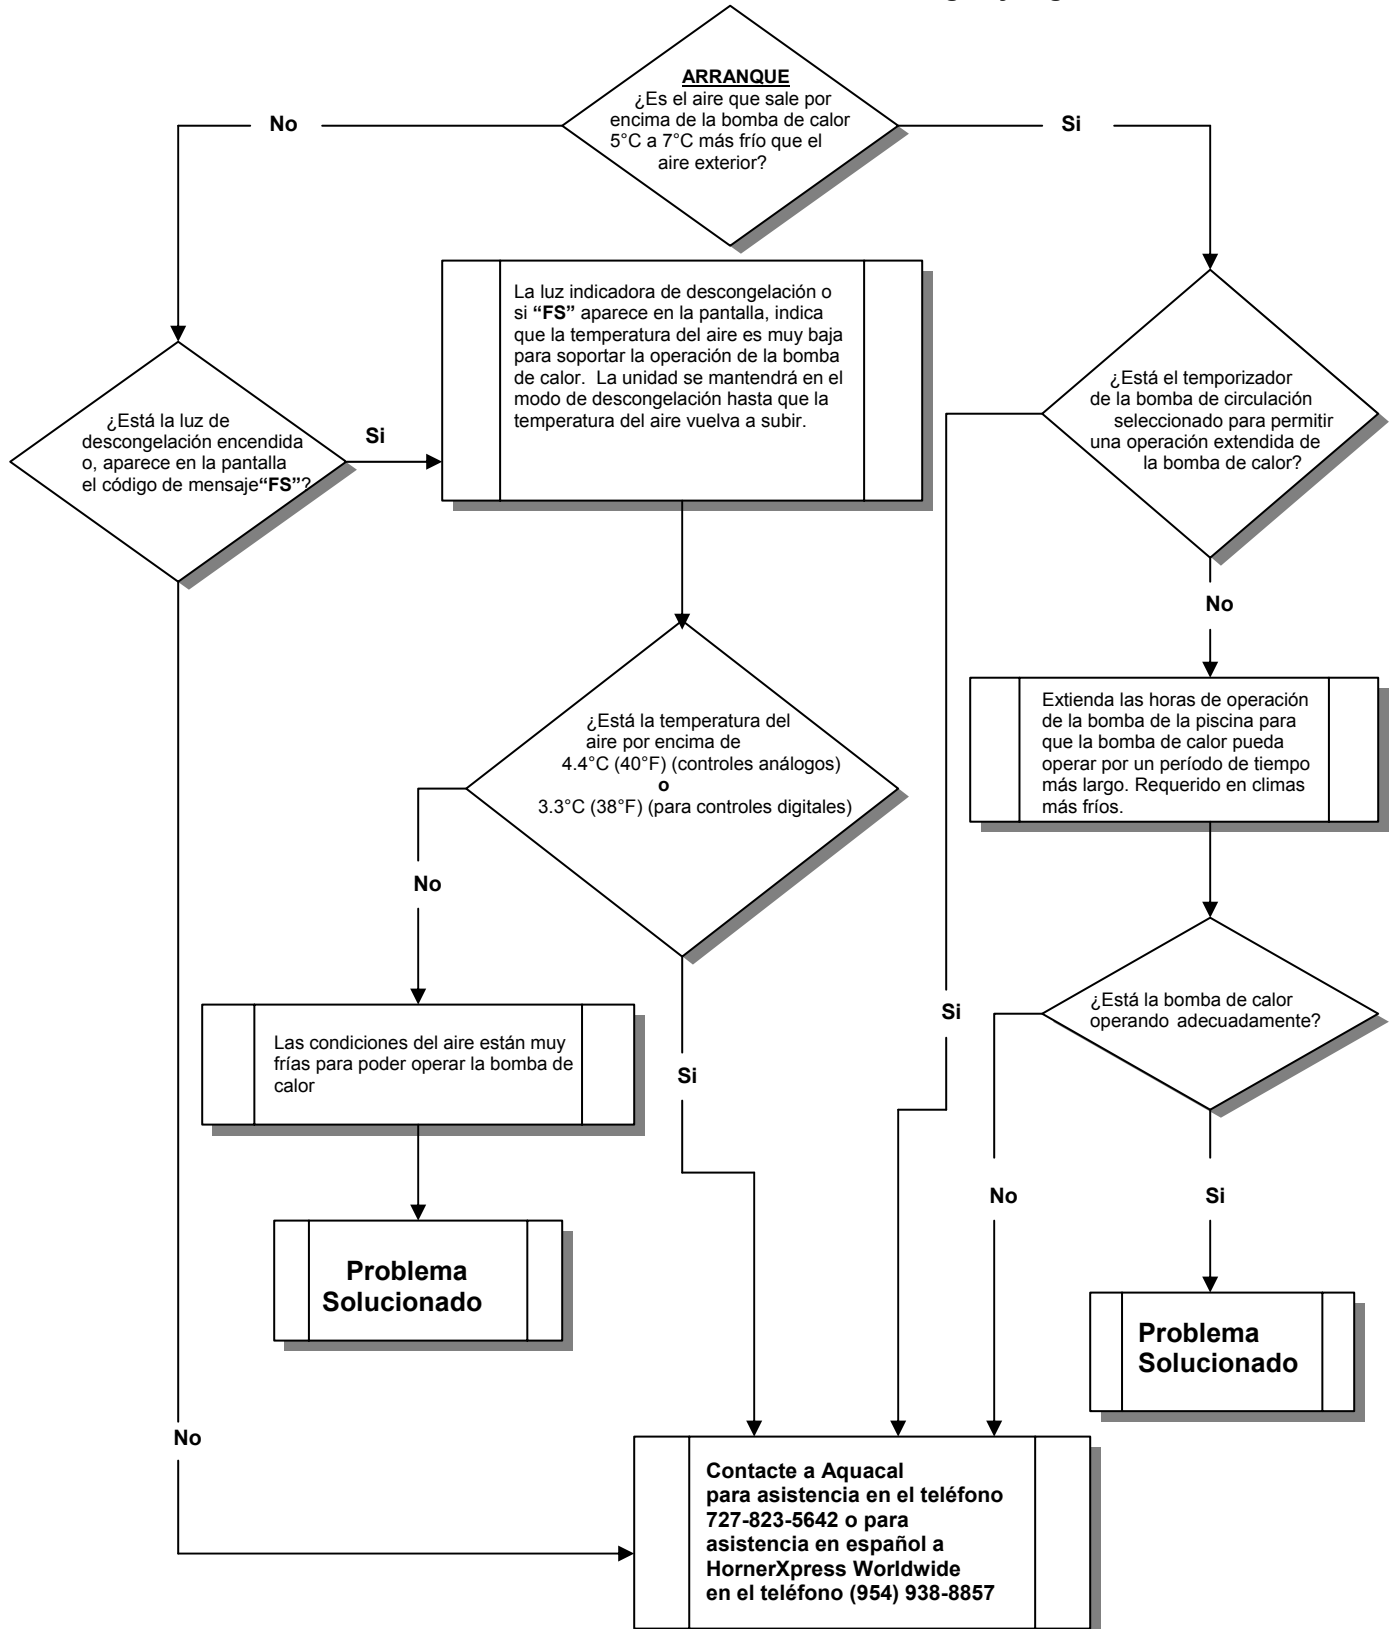 ARRANQUE
¿Es el aire que sale por
encima de la bomba de calor
5°C a 7°C más frío que el
aire exterior?
No
Si
La luz indicadora de descongelación o
si “FS” aparece en la pantalla, indica
que la temperatura del aire es muy baja
para soportar la operación de la bomba
de calor. La unidad se mantendrá en el
modo de descongelación hasta que la
temperatura del aire vuelva a subir.
¿Está la luz de
descongelación encendida
o, aparece en la pantalla
el código de mensaje“FS”?
Si
¿Está el temporizador
de la bomba de circulación
seleccionado para permitir
una operación extendida de
la bomba de calor?
No
¿Está la temperatura del
aire por encima de
4.4°C (40°F) (controles análogos)
o
3.3°C (38°F) (para controles digitales)
Extienda las horas de operación
de la bomba de la piscina para
que la bomba de calor pueda
operar por un período de tiempo
más largo. Requerido en climas
más fríos.
No
Las condiciones del aire están muy
frías para poder operar la bomba de
calor
Si
Si
¿Está la bomba de calor
operando adecuadamente?
No
Si
Problema
Solucionado
Problema
Solucionado
No
Contacte a Aquacal
para asistencia en el teléfono
727-823-5642 o para
asistencia en español a
HornerXpress Worldwide
en el teléfono (954) 938-8857